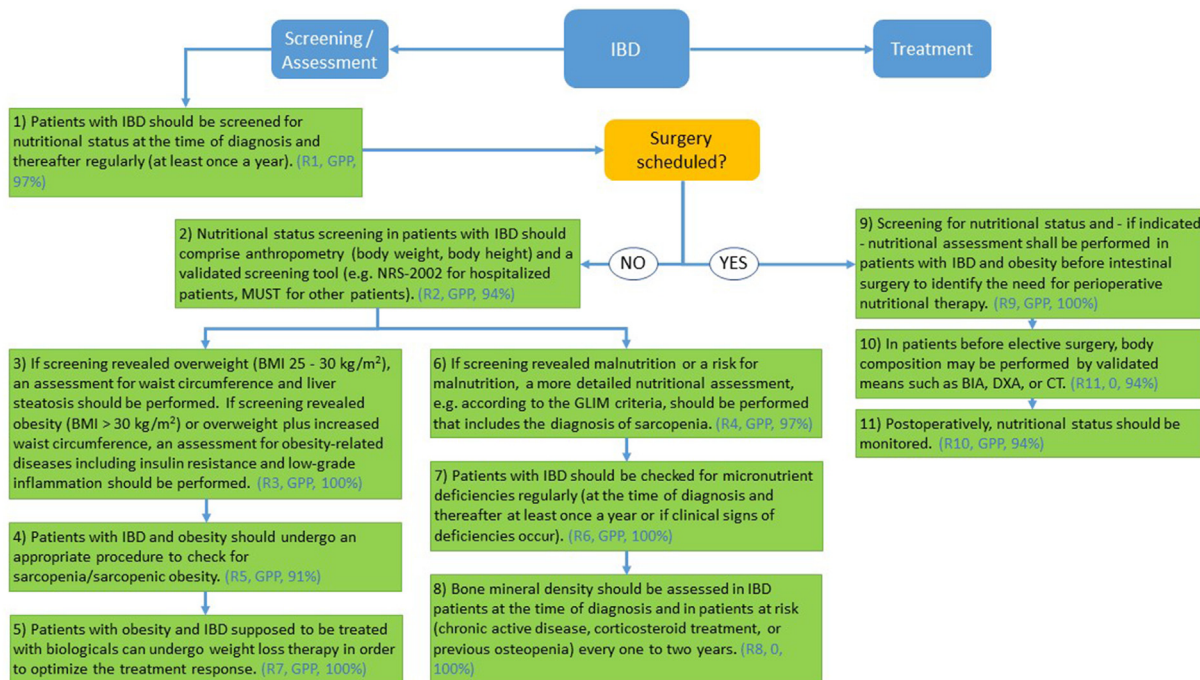 Screening /
Assessment
IBD
Treatment
1) Patients with IBD should be screened for
nutritional status at the time of diagnosis and
thereafter regularly (at least once a year). (R1, GPP,
97%)
Surgery
scheduled?
NO
YES
2) Nutritional status screening in patients with IBD should
comprise anthropometry (body weight, body height) and a
validated screening tool (e.g. NRS-2002 for hospitalized
patients, MUST for other patients). (R2, GPP, 94%)
3) If screening revealed overweight (BMI 25 - 30 kg/m²),
an assessment for waist circumference and liver
steatosis should be performed. If screening revealed
obesity (BMI > 30 kg/m²) or overweight plus increased
waist circumference, an assessment for obesity-related
diseases including insulin resistance and low-grade
inflammation should be performed. (R3, GPP, 100%)
4) Patients with IBD and obesity should undergo an
appropriate procedure to check for
sarcopenia/sarcopenic obesity. (R5, GPP, 91%)
5) Patients with obesity and IBD supposed to be treated
with biologicals can undergo weight loss therapy in order
to optimize the treatment response. (R7, GPP, 100%)
6) If screening revealed malnutrition or a risk for
malnutrition, a more detailed nutritional assessment,
e.g. according to the GLIM criteria, should be performed
that includes the diagnosis of sarcopenia. (R4, GPP, 97%)
7) Patients with IBD should be checked for micronutrient
deficiencies regularly (at the time of diagnosis and
thereafter at least once a year or if clinical signs of
deficiencies occur). (R6, GPP, 100%)
8) Bone mineral density should be assessed in IBD
patients at the time of diagnosis and in patients at risk
(chronic active disease, corticosteroid treatment, or
previous osteopenia) every one to two years. (R8, 0,
100%)
9) Screening for nutritional status and - if indicated
- nutritional assessment shall be performed in
patients with IBD and obesity before intestinal
surgery to identify the need for perioperative
nutritional therapy. (R9, GPP, 100%)
10) In patients before elective surgery, body
composition may be performed by validated
means such as BIA, DXA, or CT. (R11, 0, 94%)
11) Postoperatively, nutritional status should be
monitored. (R10, GPP, 94%)